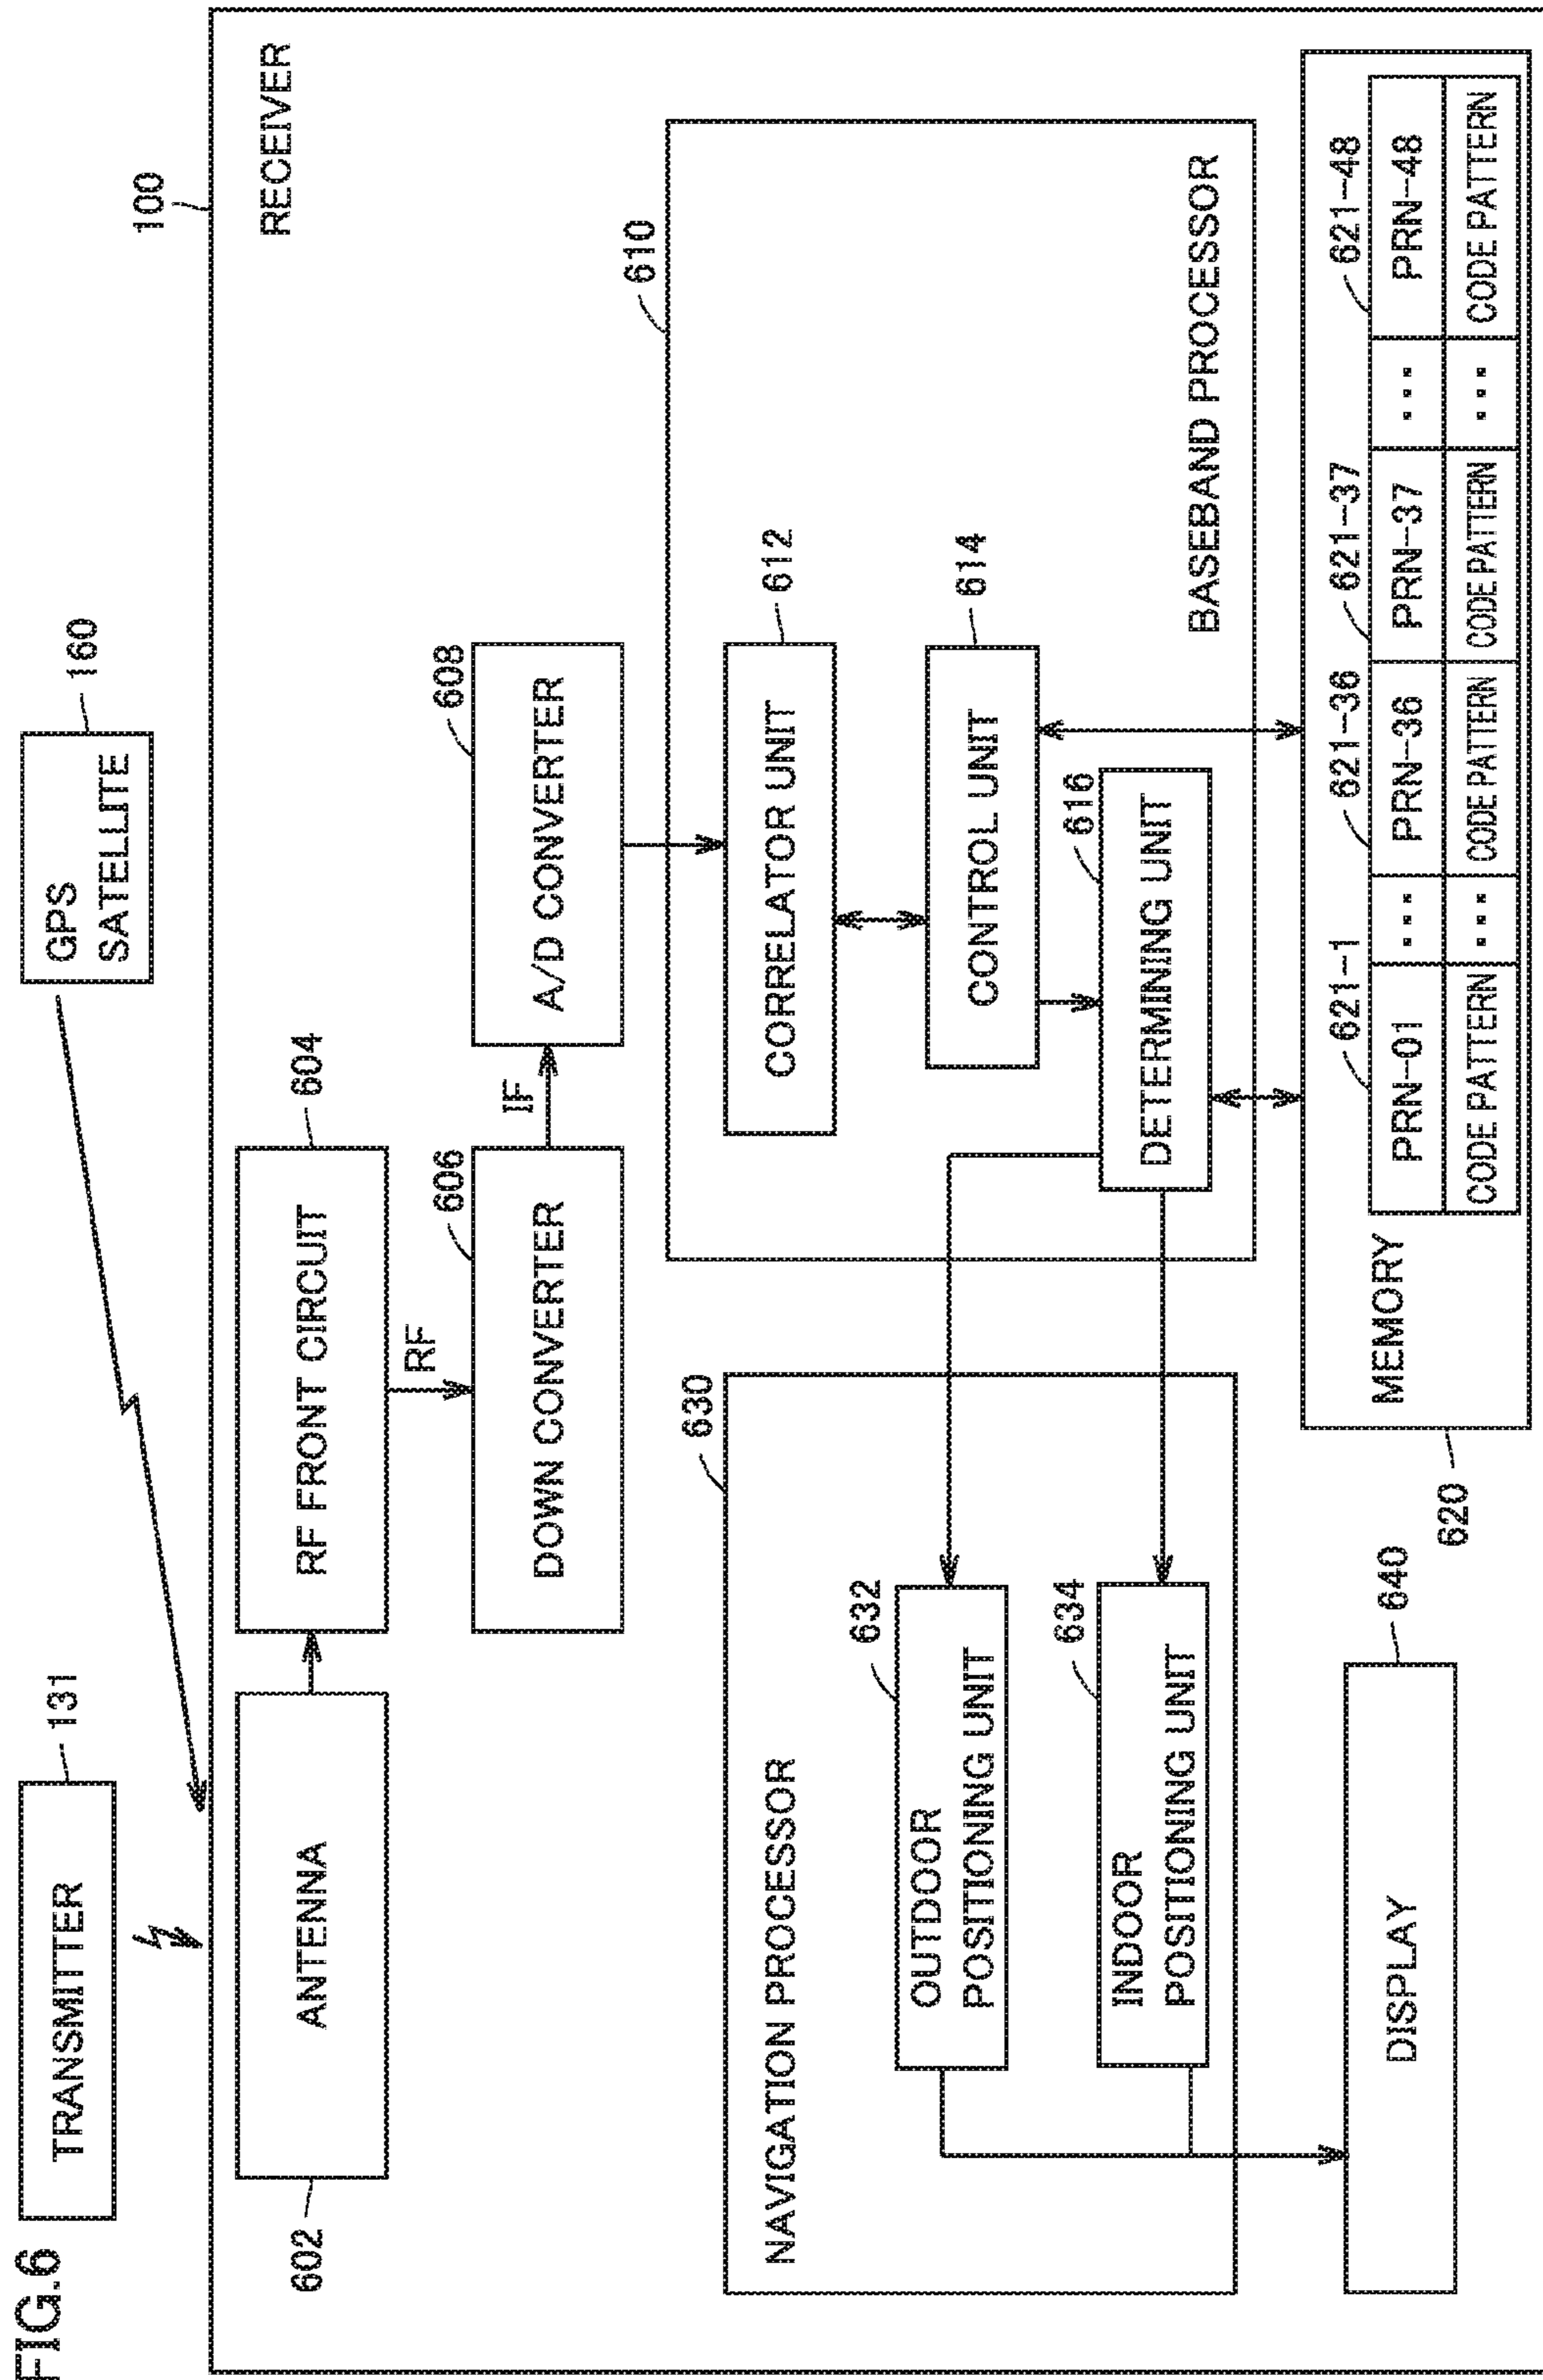 FIG.6
TRANSMITTER
131
GPS
SATELLITE
160
100
RECEIVER
ANTENNA
602
RF FRONT CIRCUIT
604
RF
DOWN CONVERTER
606
IF
A/D CONVERTER
608
610
CORRELATOR UNIT
612
CONTROL UNIT
614
DETERMINING UNIT
616
BASEBAND PROCESSOR
NAVIGATION PROCESSOR
630
OUTDOOR
POSITIONING UNIT
632
INDOOR
POSITIONING UNIT
634
DISPLAY
640
MEMORY
620
621-1
621-36
621-37
621-48
PRN-01 ... PRN-36 PRN-37 ... PRN-48
CODE PATTERN ... CODE PATTERN CODE PATTERN ... CODE PATTERN